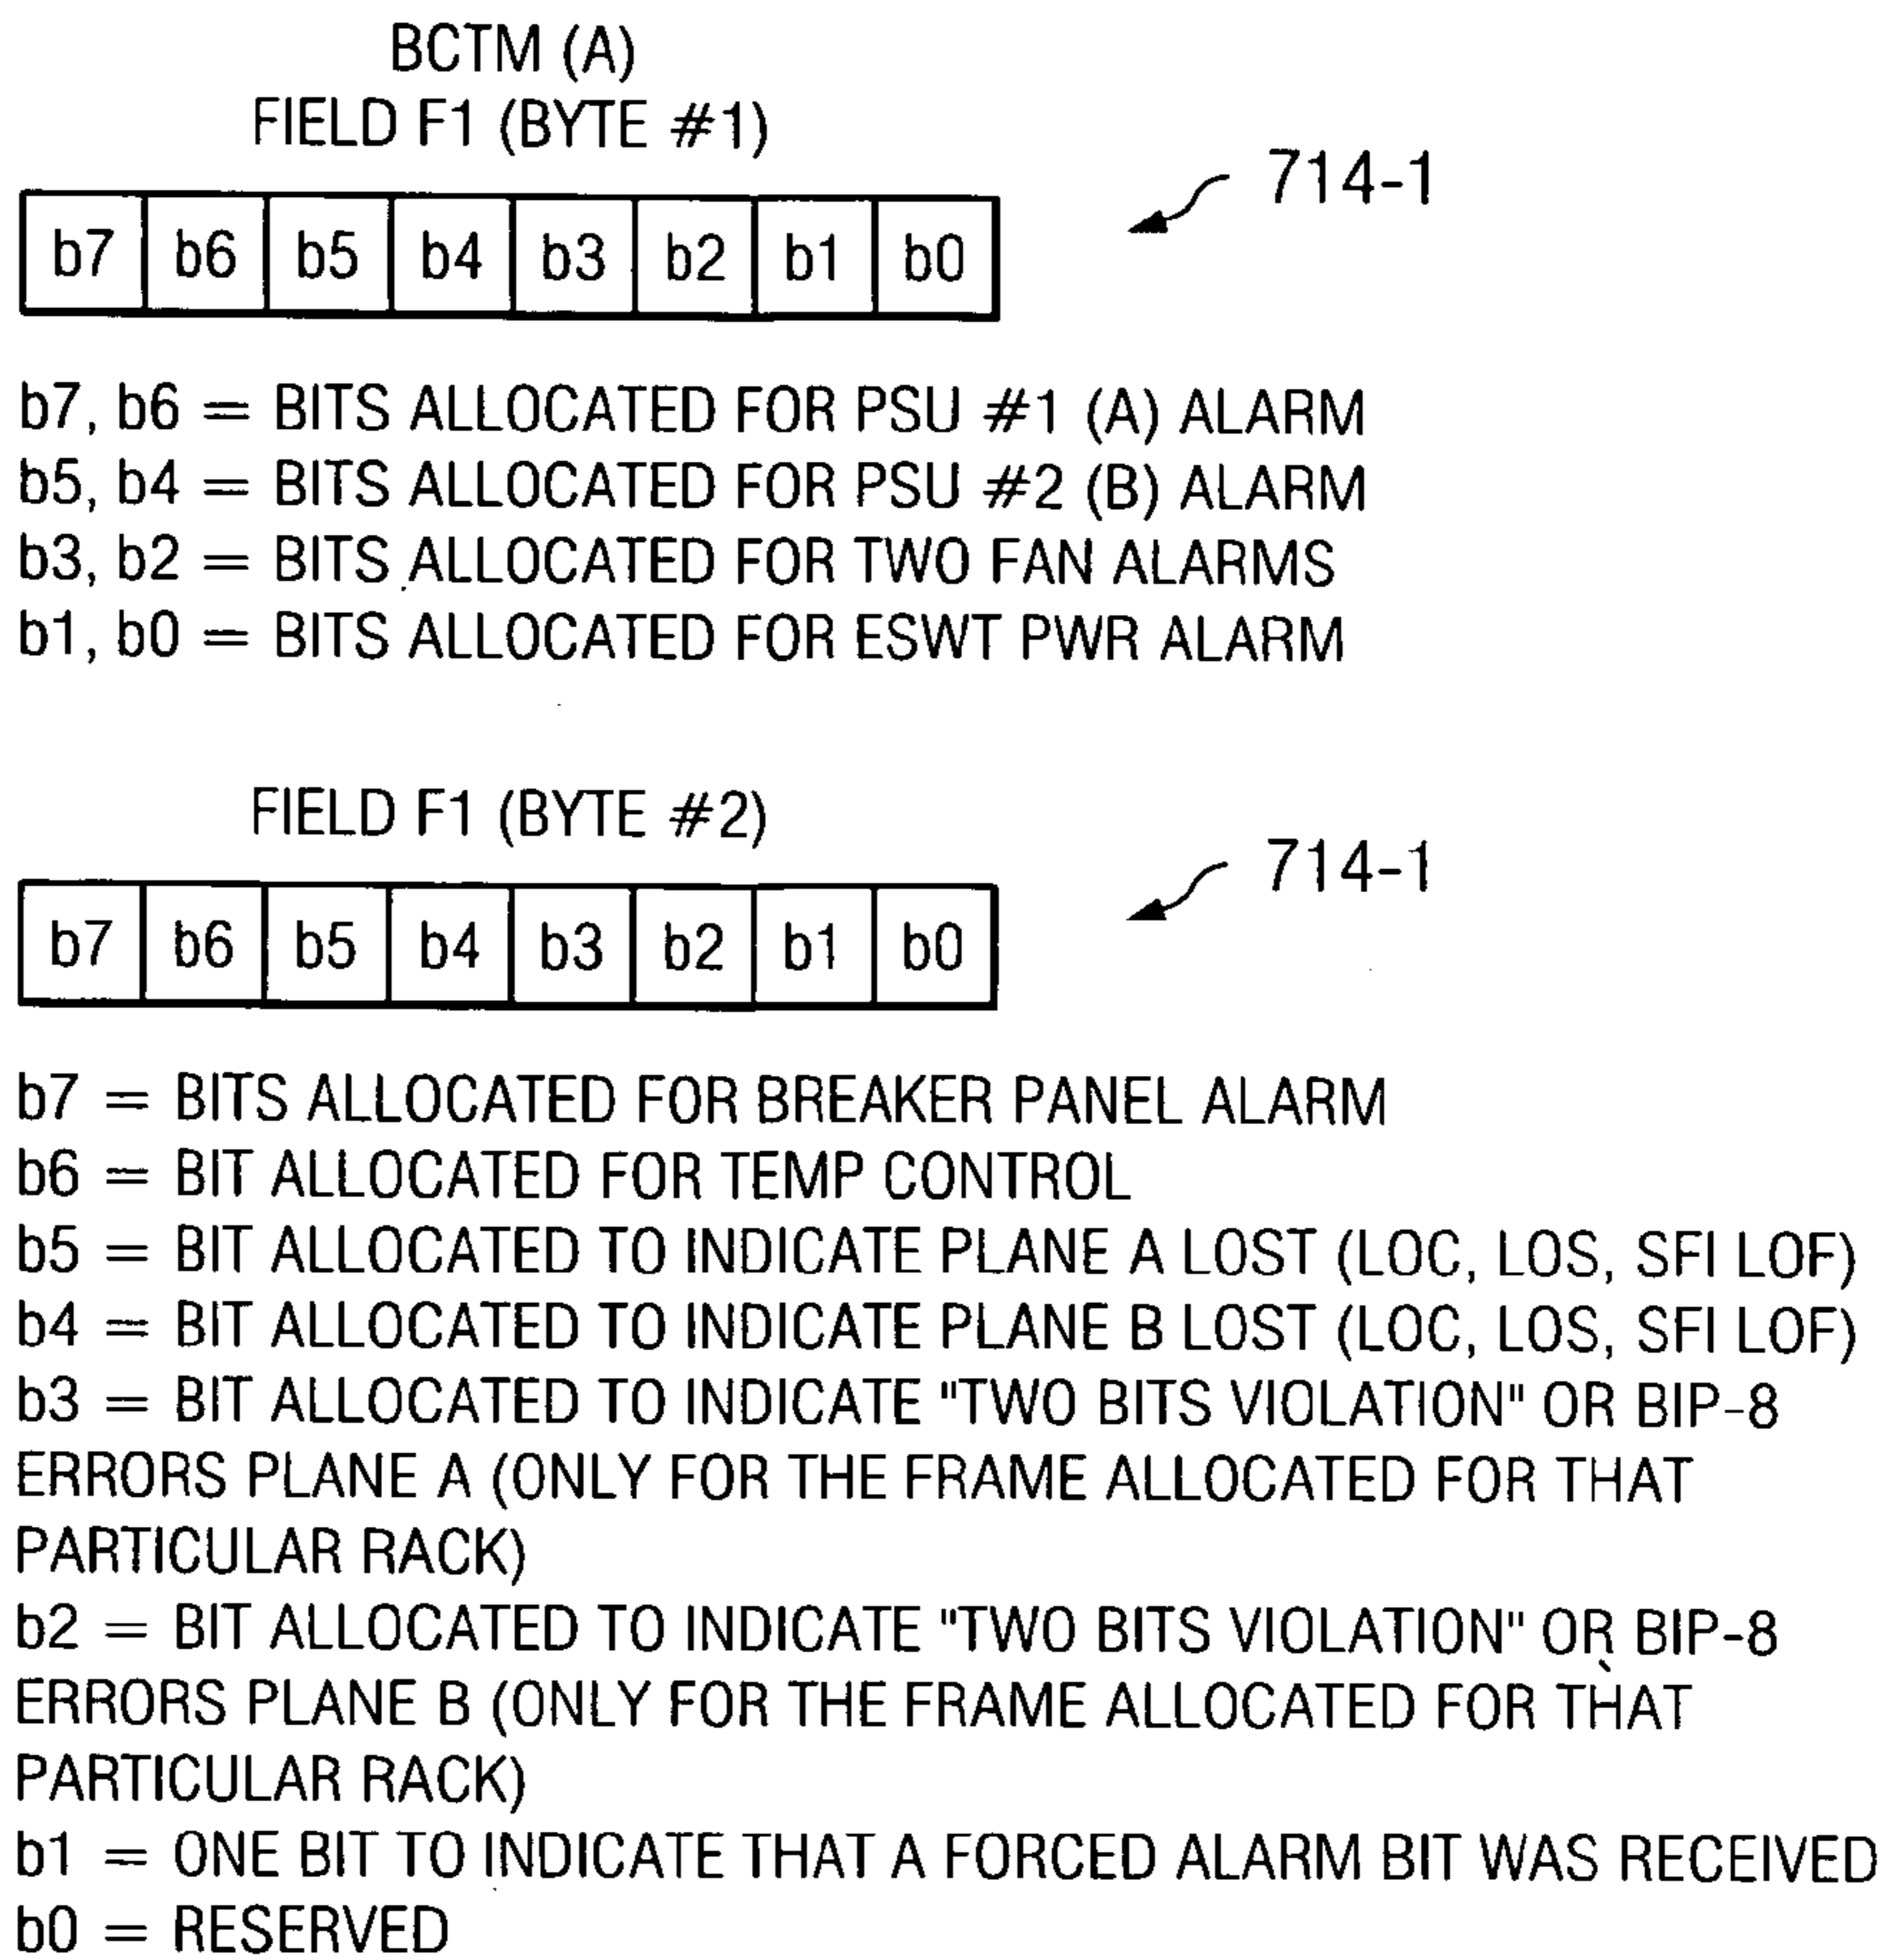 BCTM (A)
FIELD F1 (BYTE #1)
714-1
b7 b6 b5 b4 b3 b2 b1 b0
b7, b6 = BITS ALLOCATED FOR PSU #1 (A) ALARM
b5, b4 = BITS ALLOCATED FOR PSU #2 (B) ALARM
b3, b2 = BITS ALLOCATED FOR TWO FAN ALARMS
b1, b0 = BITS ALLOCATED FOR ESWT PWR ALARM
FIELD F1 (BYTE #2)
714-1
b7 b6 b5 b4 b3 b2 b1 b0
b7 = BITS ALLOCATED FOR BREAKER PANEL ALARM
b6 = BIT ALLOCATED FOR TEMP CONTROL
b5 = BIT ALLOCATED TO INDICATE PLANE A LOST (LOC, LOS, SFI LOF)
b4 = BIT ALLOCATED TO INDICATE PLANE B LOST (LOC, LOS, SFI LOF)
b3 = BIT ALLOCATED TO INDICATE "TWO BITS VIOLATION" OR BIP-8
ERRORS PLANE A (ONLY FOR THE FRAME ALLOCATED FOR THAT
PARTICULAR RACK)
b2 = BIT ALLOCATED TO INDICATE "TWO BITS VIOLATION" OR BIP-8
ERRORS PLANE B (ONLY FOR THE FRAME ALLOCATED FOR THAT
PARTICULAR RACK)
b1 = ONE BIT TO INDICATE THAT A FORCED ALARM BIT WAS RECEIVED
b0 = RESERVED